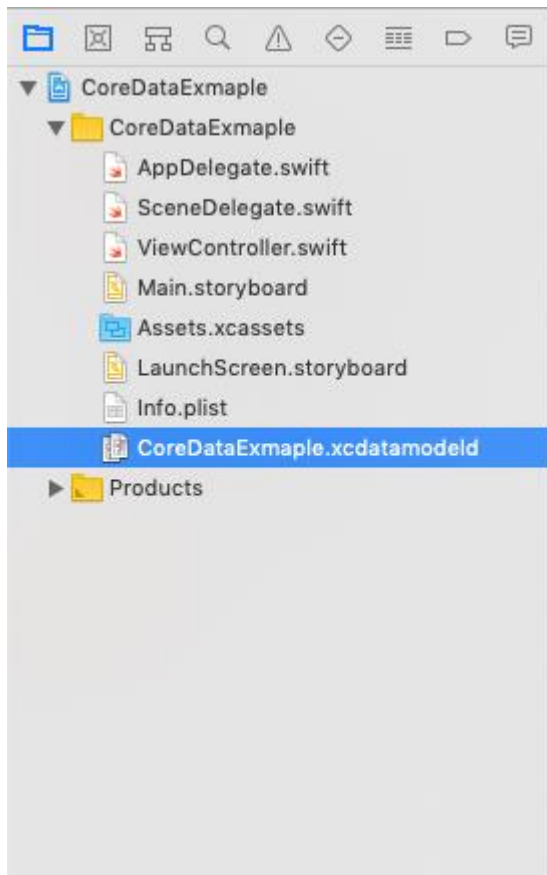 CoreDataExmaple
CoreDataExmaple
AppDelegate.swift
SceneDelegate.swift
ViewController.swift
Main.storyboard
Assets.xcassets
LaunchScreen.storyboard
Info.plist
CoreDataExmaple.xcdatamodeld
Products